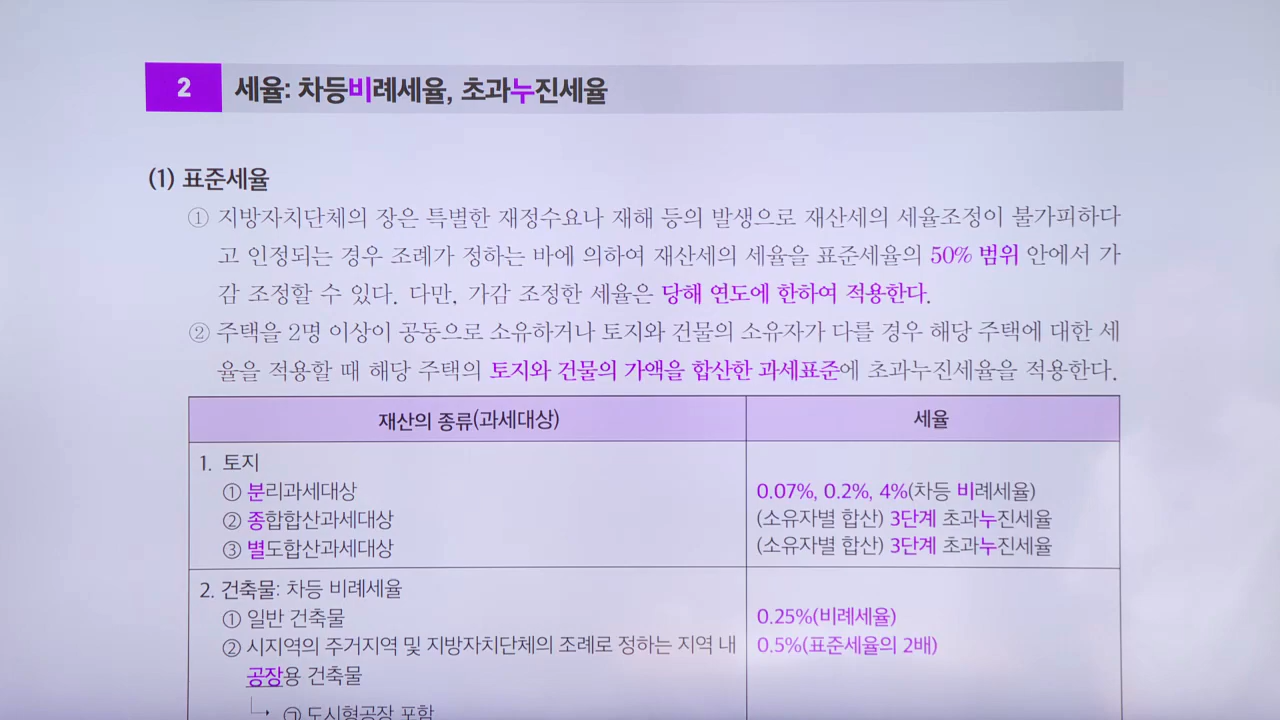 2 세율: 차등비례세율, 초과누진세율
(1) 표준세율
① 지방자치단체의 장은 특별한 재정수요나 재해 등의 발생으로 재산세의 세율조정이 불가피하다
고 인정되는 경우 조례가 정하는 바에 의하여 재산세의 세율을 표준세율의 50% 범위 안에서 가
감 조정할 수 있다. 다만, 가감 조정한 세율은 당해 연도에 한하여 적용한다.
② 주택을 2명 이상이 공동으로 소유하거나 토지와 건물의 소유자가 다를 경우 해당 주택에 대한 세
율을 적용할 때 해당 주택의 토지와 건물의 가액을 합산한 과세표준에 초과누진세율을 적용한다.
재산의 종류(과세대상) 세율
1. 토지
① 분리과세대상 0.07%, 0.2%, 4%(차등 비례세율)
② 종합합산과세대상 (소유자별 합산) 3단계 초과누진세율
③ 별도합산과세대상 (소유자별 합산) 3단계 초과누진세율
2. 건축물: 차등 비례세율
① 일반 건축물 0.25%(비례세율)
② 시지역의 주거지역 및 지방자치단체의 조례로 정하는 지역 내 0.5%(표준세율의 2배)
공장용 건축물
㉠ 도시형공장 포함